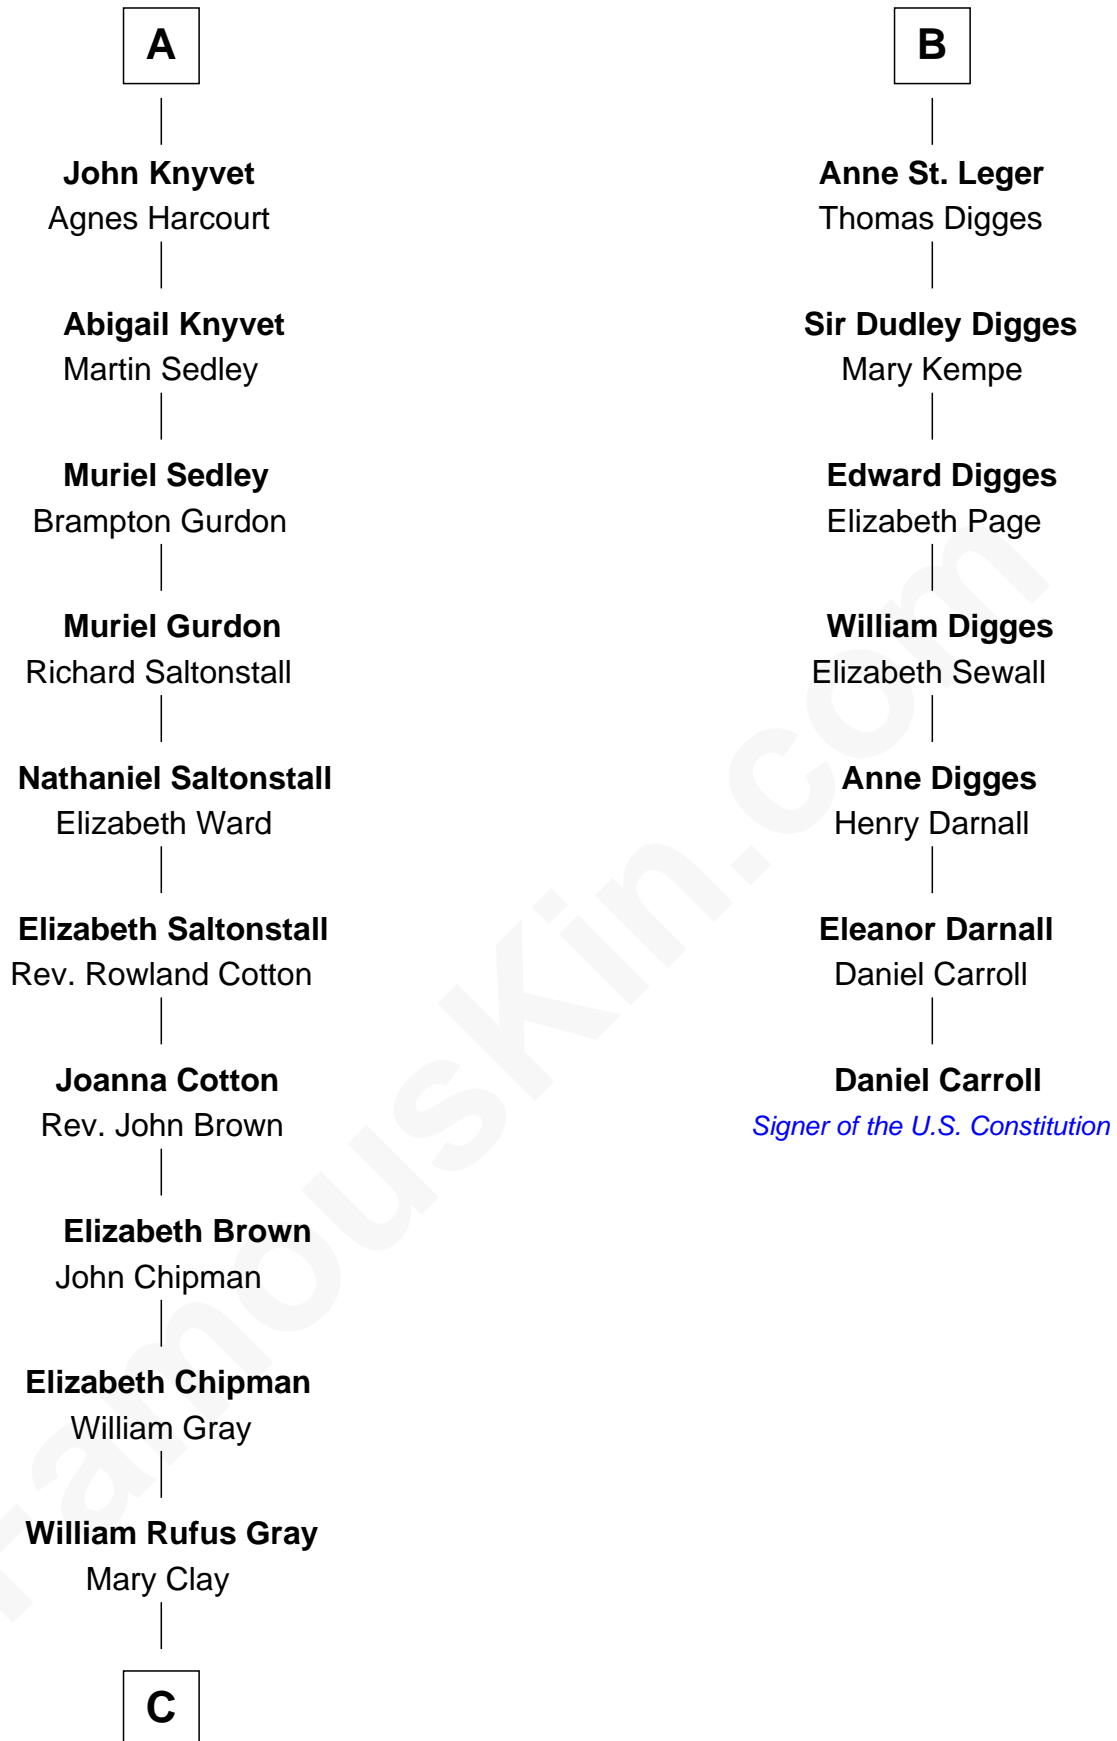 A
John Knyvet
Agnes Harcourt
Abigail Knyvet
Martin Sedley
Muriel Sedley
Brampton Gurdon
Muriel Gurdon
Richard Saltonstall
Nathaniel Saltonstall
Elizabeth Ward
Elizabeth Saltonstall
Rev. Rowland Cotton
Joanna Cotton
Rev. John Brown
Elizabeth Brown
John Chipman
Elizabeth Chipman
William Gray
William Rufus Gray
Mary Clay
C
B
Anne St. Leger
Thomas Digges
Sir Dudley Digges
Mary Kempe
Edward Digges
Elizabeth Page
William Digges
Elizabeth Sewall
Anne Digges
Henry Darnall
Eleanor Darnall
Daniel Carroll
Daniel Carroll
Signer of the U.S. Constitution
FamousKin.com